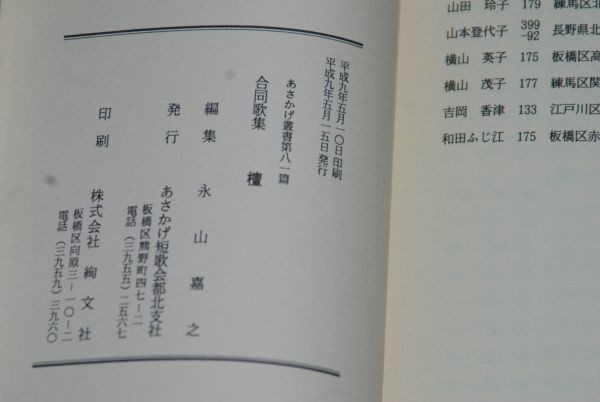 平成九年五月一〇日印刷
平成九年五月一五日発行
あさかげ叢書第八一篇
合同歌集 檀
編集 永山嘉之
発行 あさかげ短歌会都北支社
板橋区熊野町四七-二
電話(三九五五)二五六七
印刷 株式会社 絢文社
板橋区向原三-一〇-二
電話(三九五九)三九六〇
山田 玲子 179 練馬区北
山本登代子 399-92 長野県北
横山 英子 175 板橋区高
横山 茂子 177 練馬区関
吉岡 香津 133 江戸川区
和田ふじ江 175 板橋区赤